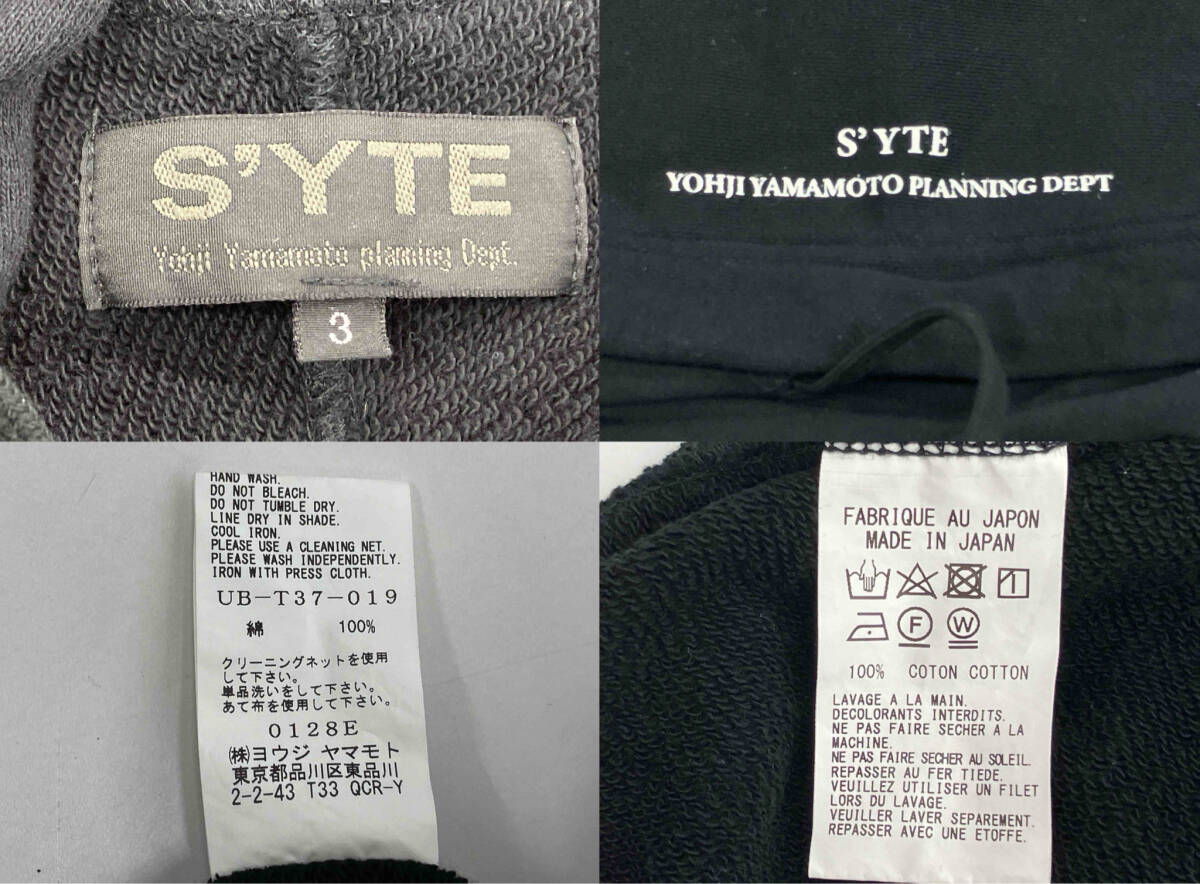 S'YTE
Yohji Yamamoto planning Dept.
3
S'YTE
YOHJI YAMAMOTO PLANNING DEPT
HAND WASH.
DO NOT BLEACH.
DO NOT TUMBLE DRY.
LINE DRY IN SHADE.
COOL IRON.
PLEASE USE A CLEANING NET.
PLEASE WASH INDEPENDENTLY.
IRON WITH PRESS CLOTH.
UB-T37-019
綿 100%
クリーニングネットを使用
して下さい。
単品洗いをして下さい。
あて布を使用して下さい。
0128E
㈱ヨウジ ヤマモト
東京都品川区東品川
2-2-43 T33 QCR-Y
FABRIQUE AU JAPON
MADE IN JAPAN
F W
100% COTON COTTON
LAVAGE A LA MAIN.
DECOLORANTS INTERDITS.
NE PAS FAIRE SECHER A LA
MACHINE.
NE PAS FAIRE SECHER AU SOLEIL.
REPASSER AU FER TIEDE.
VEUILLEZ UTILISER UN FILET
LORS DU LAVAGE.
VEUILLER LAVER SEPAREMENT.
REPASSER AVEC UNE ETOFFE.